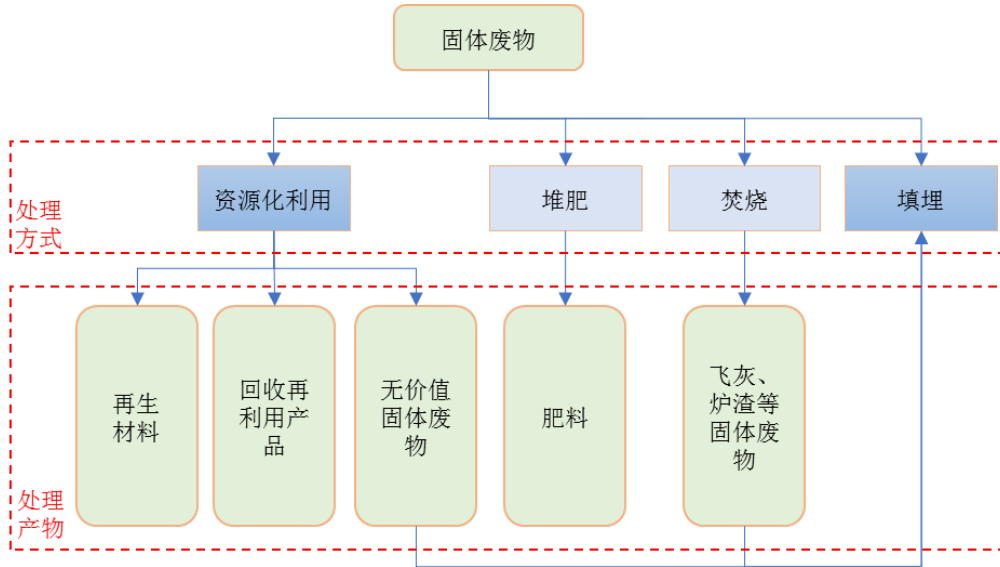 固体废物
资源化利用
堆肥
焚烧
填埋
处理
方式
再生
材料
回收再
利用产
品
无价值
固体废
物
肥料
飞灰、
炉渣等
固体废
物
处理
产物